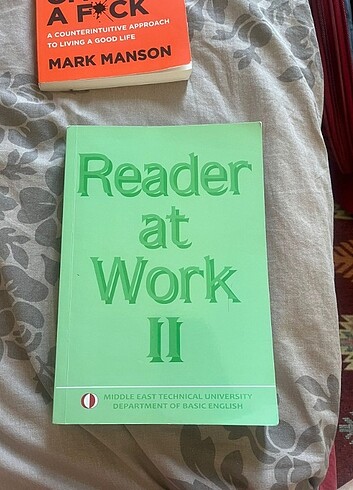 A F*CK
A COUNTERINTUITIVE APPROACH
TO LIVING A GOOD LIFE
MARK MANSON
Reader
at
Work
II
MIDDLE EAST TECHNICAL UNIVERSITY
DEPARTMENT OF BASIC ENGLISH